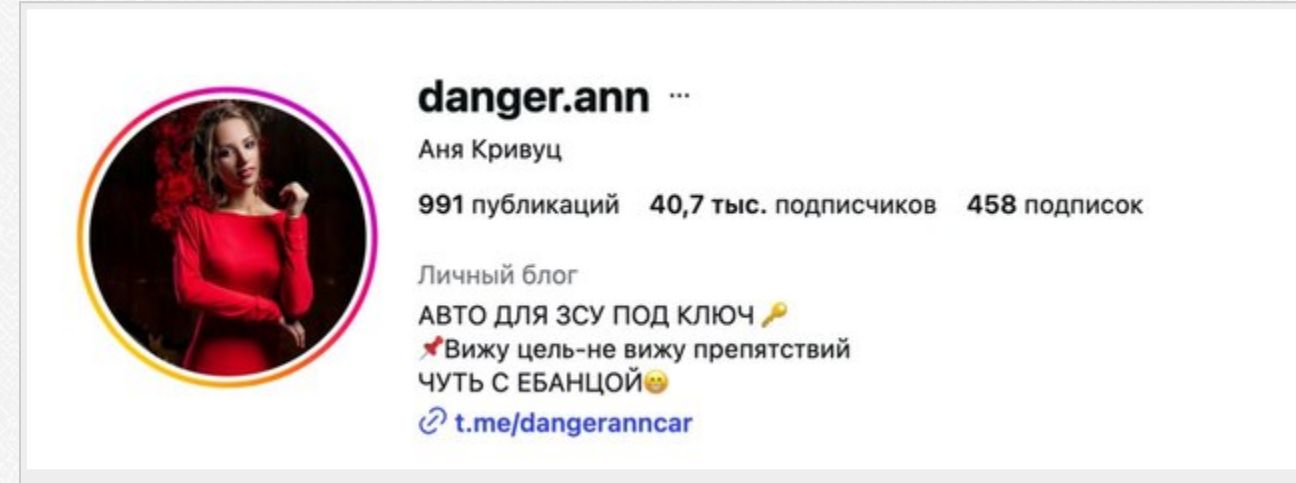 danger.ann ...
Аня Кривуц
991 публикаций 40,7 тыс. подписчиков 458 подписок
Личный блог
АВТО ДЛЯ ЗСУ ПОД КЛЮЧ 🔑
📌Вижу цель-не вижу препятствий
ЧУТЬ С ЕБАНЦОЙ😁
t.me/dangeranncar